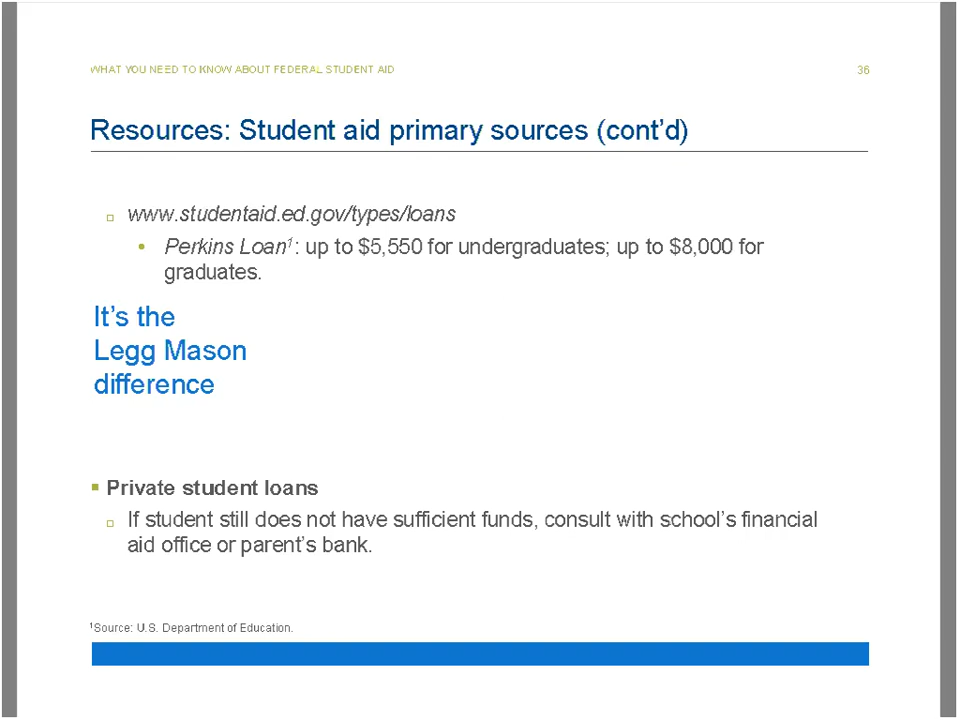 WHAT YOU NEED TO KNOW ABOUT FEDERAL STUDENT AID
36
Resources: Student aid primary sources (cont'd)
www.studentaid.ed.gov/types/loans
• Perkins Loan¹: up to $5,550 for undergraduates; up to $8,000 for
graduates.
It's the
Legg Mason
difference
▪ Private student loans
If student still does not have sufficient funds, consult with school's financial
aid office or parent's bank.
¹Source: U.S. Department of Education.